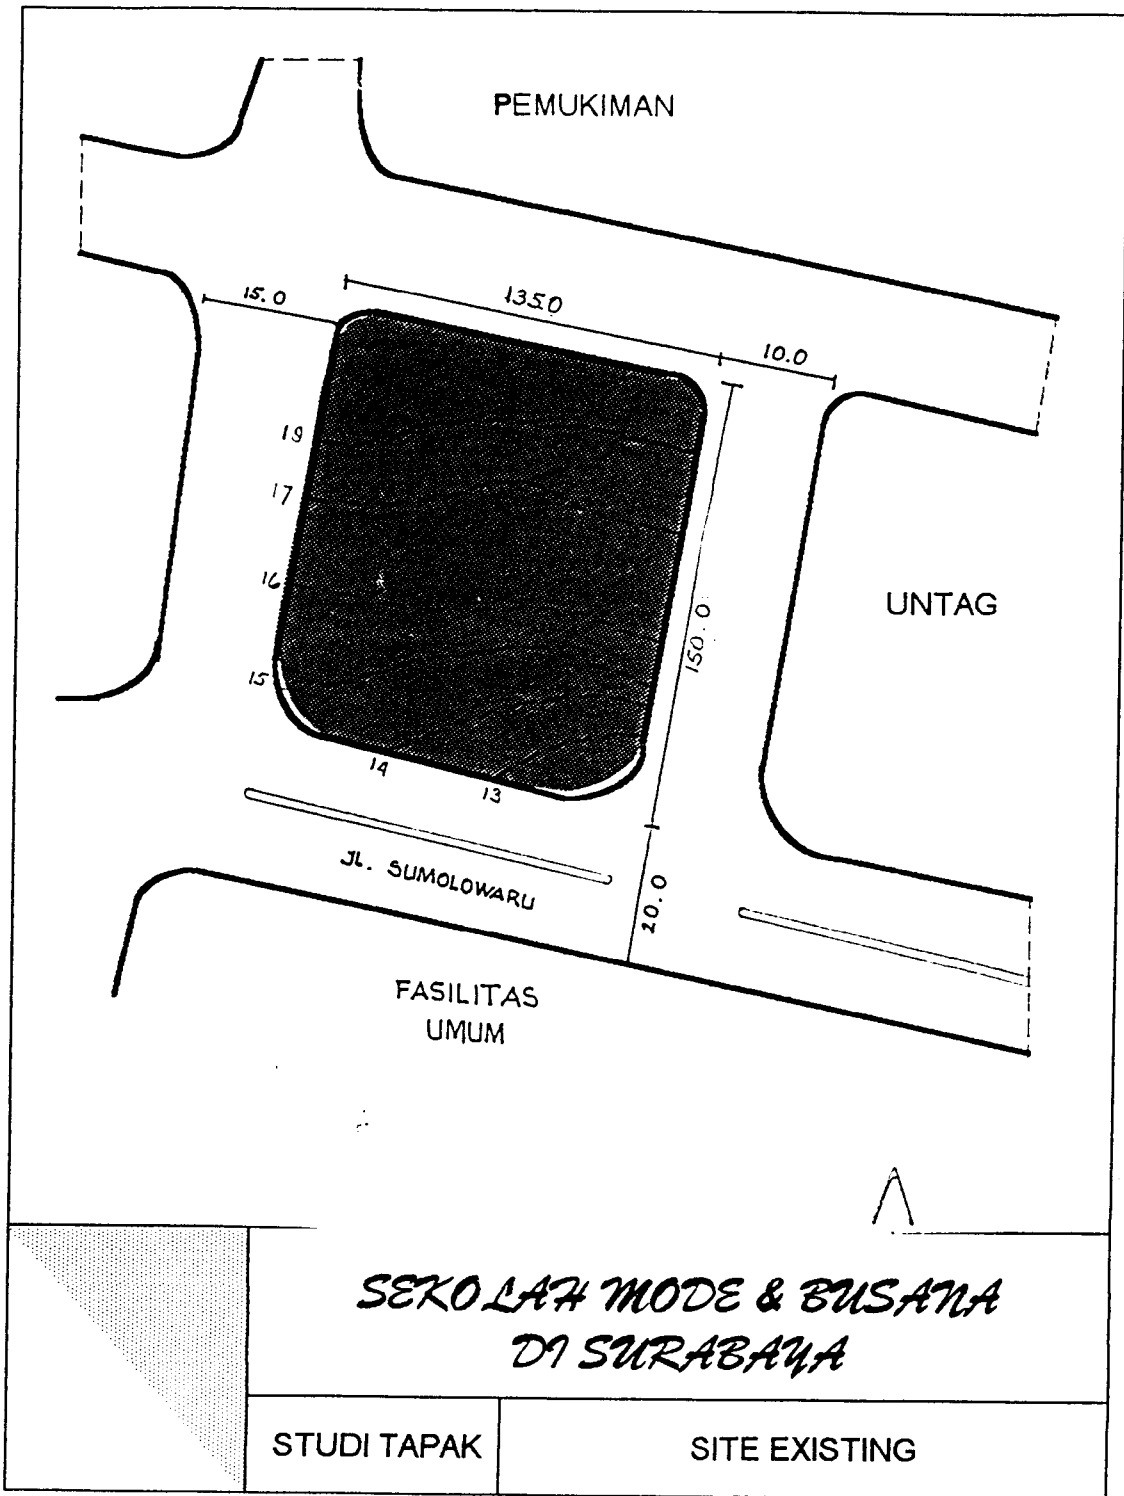 PEMUKIMAN
15.0
135.0
10.0
19
17
16
15
14
13
150.0
UNTAG
JL. SUMOLOWARU
20.0
FASILITAS
UMUM
SEKOLAH MODE & BUSANA
DI SURABAYA
STUDI TAPAK
SITE EXISTING